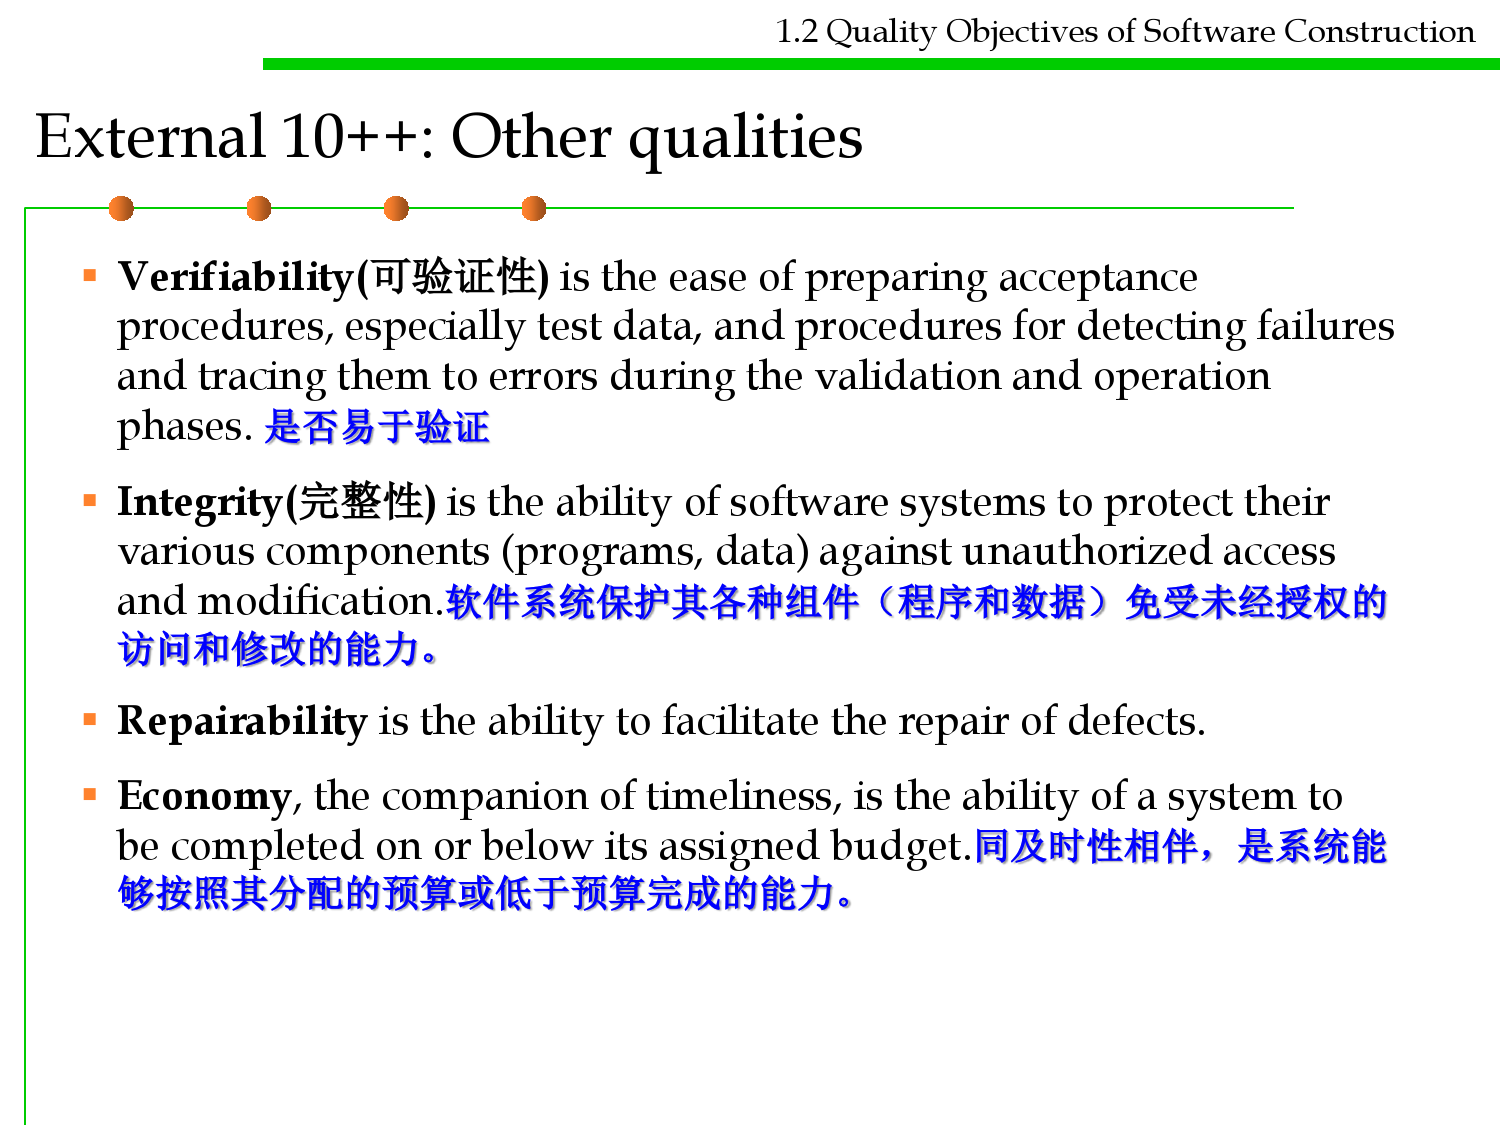 1.2 Quality Objectives of Software Construction
External 10++: Other qualities
▪ Verifiability(可验证性) is the ease of preparing acceptance
procedures, especially test data, and procedures for detecting failures
and tracing them to errors during the validation and operation
phases. 是否易于验证
▪ Integrity(完整性) is the ability of software systems to protect their
various components (programs, data) against unauthorized access
and modification.软件系统保护其各种组件（程序和数据）免受未经授权的
访问和修改的能力。
▪ Repairability is the ability to facilitate the repair of defects.
▪ Economy, the companion of timeliness, is the ability of a system to
be completed on or below its assigned budget.同及时性相伴，是系统能
够按照其分配的预算或低于预算完成的能力。